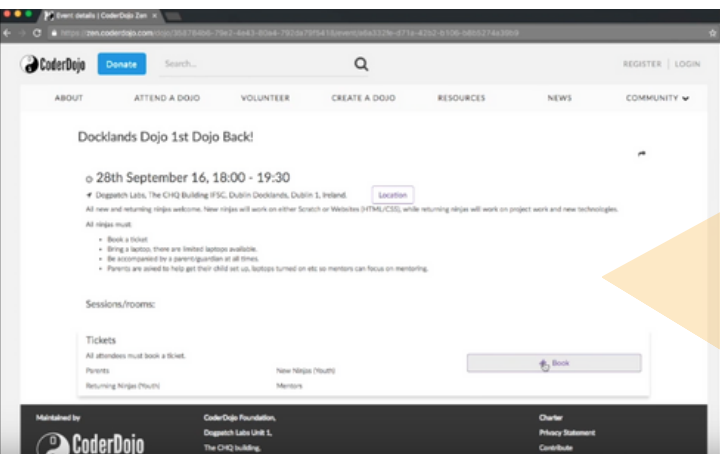 Event details | CoderDojo Zen
CoderDojo
Donate
Search...
REGISTER | LOGIN
ABOUT ATTEND A DOJO VOLUNTEER CREATE A DOJO RESOURCES NEWS COMMUNITY
Docklands Dojo 1st Dojo Back!
28th September 16, 18:00 - 19:30
Dogpatch Labs, The CHQ Building IFSC, Dublin Docklands, Dublin 1, Ireland. Location
All new and returning ninjas welcome. New ninjas will work on either Scratch or Websites (HTML/CSS), while returning ninjas will work on project work and new technologies.
All ninjas must:
• Book a ticket
• Bring a laptop, there are limited laptops available.
• Be accompanied by a parent/guardian at all times.
• Parents are asked to help get their child set up, laptops turned on etc so mentors can focus on mentoring.
Sessions/rooms:
Tickets
All attendees must book a ticket.
Book
Parents New Ninjas (Youth)
Returning Ninjas (Youth) Mentors
Maintained by CoderDojo Foundation, Charter
Dogpatch Labs Unit 1, Privacy Statement
CoderDojo The CHQ building, Contribute